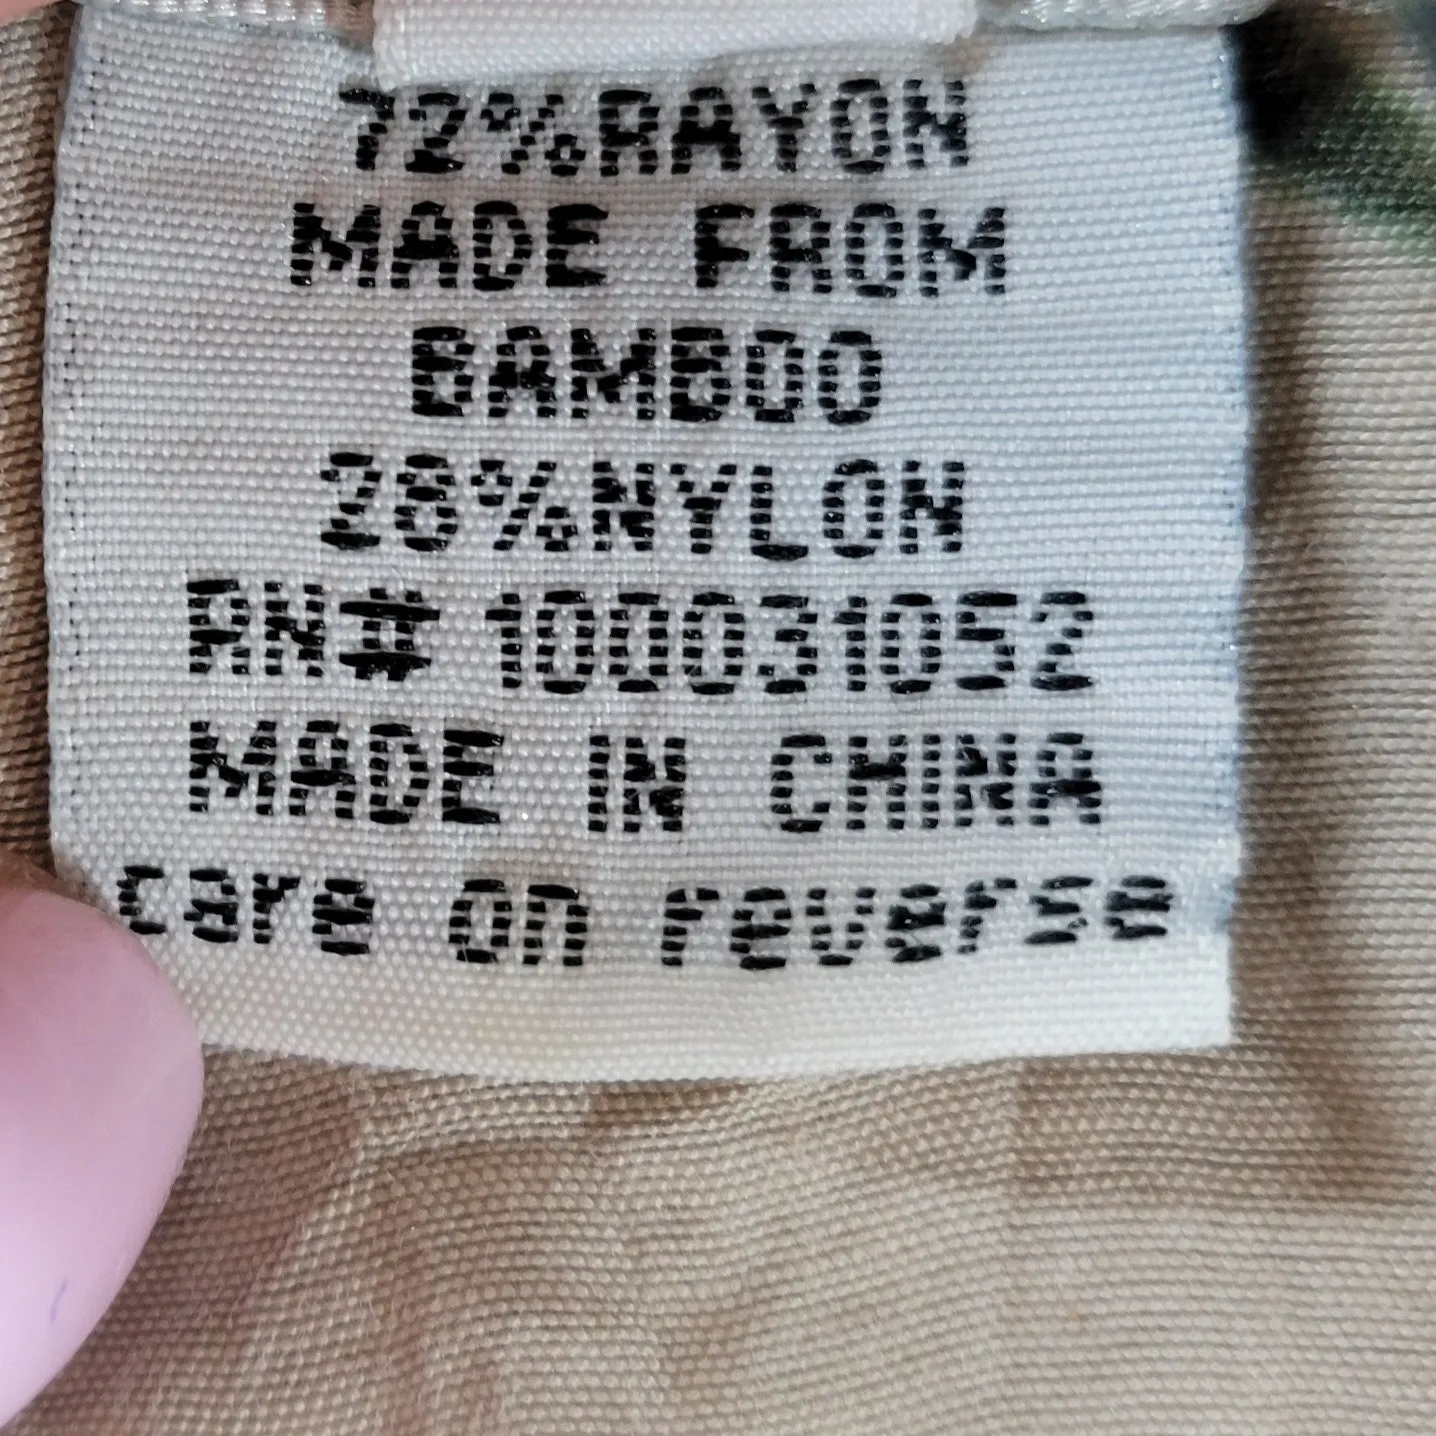 72%RAYON
MADE FROM
BAMBOO
28%NYLON
RN# 100031052
MADE IN CHINA
care on reverse